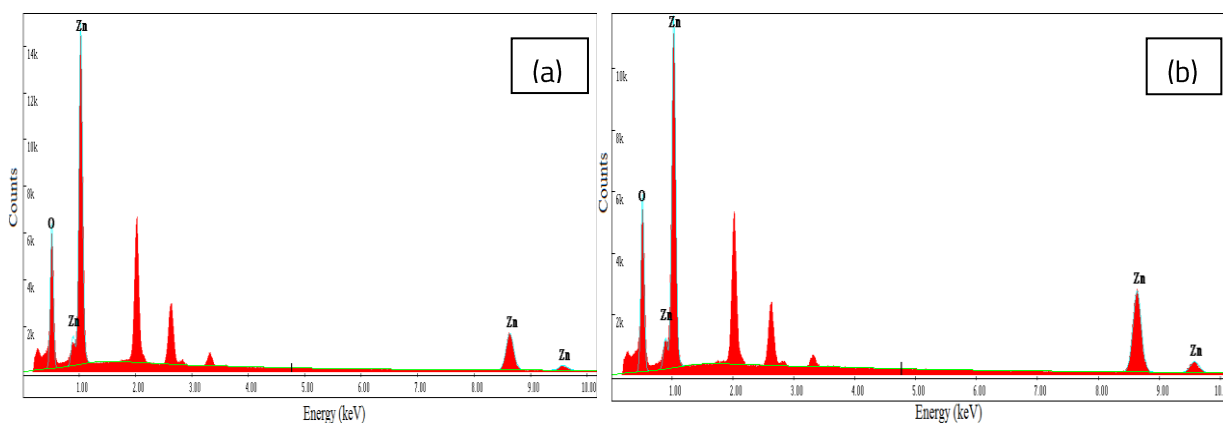 Zn
(a)
14k
12k
10k
8k
O
6k
4k
Zn
Zn
2k
Zn
Counts
1.00 2.00 3.00 4.00 5.00 6.00 7.00 8.00 9.00 10.00
Energy (keV)
Zn
(b)
10k
8k
O
6k
4k
Zn
Zn
2k
Zn
Counts
1.00 2.00 3.00 4.00 5.00 6.00 7.00 8.00 9.00 10.
Energy (keV)